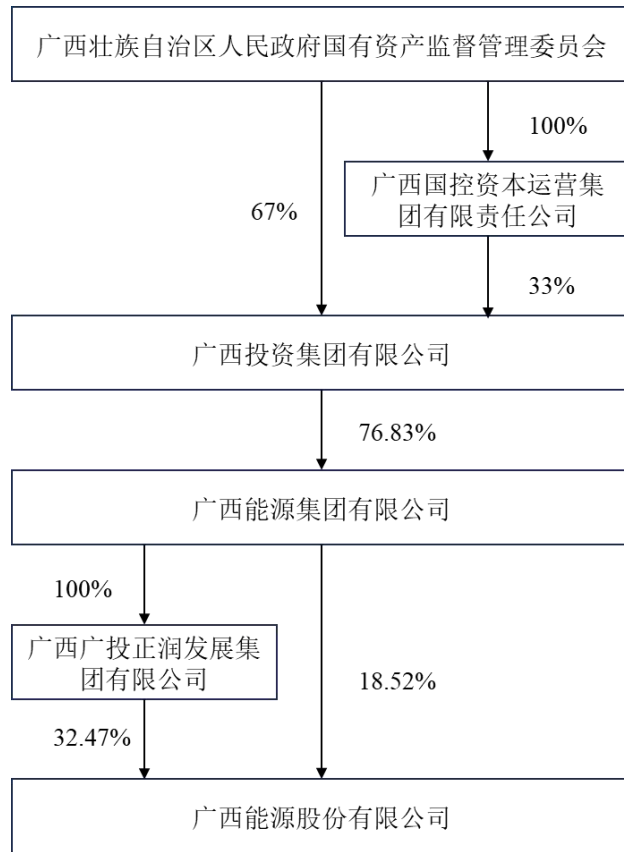 广西壮族自治区人民政府国有资产监督管理委员会
100%
广西国控资本运营集
团有限责任公司
67%
33%
广西投资集团有限公司
76.83%
广西能源集团有限公司
100%
广西广投正润发展集
团有限公司
18.52%
32.47%
广西能源股份有限公司